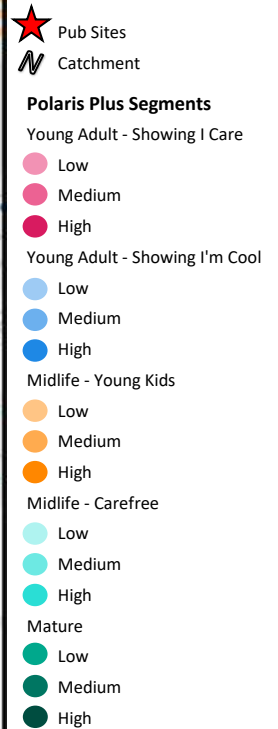 Pub Sites
Catchment
Polaris Plus Segments
Young Adult - Showing I Care
Low
Medium
High
Young Adult - Showing I'm Cool
Low
Medium
High
Midlife - Young Kids
Low
Medium
High
Midlife - Carefree
Low
Medium
High
Mature
Low
Medium
High